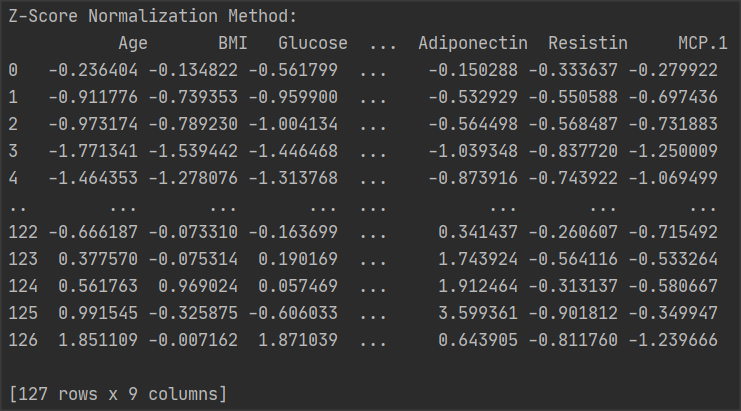 Z-Score Normalization Method:
          Age       BMI   Glucose  ...  Adiponectin  Resistin     MCP.1
0   -0.236404 -0.134822 -0.561799  ...    -0.150288 -0.333637 -0.279922
1   -0.911776 -0.739353 -0.959900  ...    -0.532929 -0.550588 -0.697436
2   -0.973174 -0.789230 -1.004134  ...    -0.564498 -0.568487 -0.731883
3   -1.771341 -1.539442 -1.446468  ...    -1.039348 -0.837720 -1.250009
4   -1.464353 -1.278076 -1.313768  ...    -0.873916 -0.743922 -1.069499
..        ...       ...       ...  ...          ...       ...       ...
122 -0.666187 -0.073310 -0.163699  ...     0.341437 -0.260607 -0.715492
123  0.377570 -0.075314  0.190169  ...     1.743924 -0.564116 -0.533264
124  0.561763  0.969024  0.057469  ...     1.912464 -0.313137 -0.580667
125  0.991545 -0.325875 -0.606033  ...     3.599361 -0.901812 -0.349947
126  1.851109 -0.007162  1.871039  ...     0.643905 -0.811760 -1.239666
[127 rows x 9 columns]